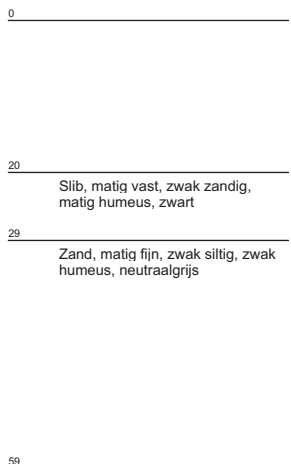 0
20
Slib, matig vast, zwak zandig,
matig humeus, zwart
29
Zand, matig fijn, zwak siltig, zwak
humeus, neutraalgrijs
59